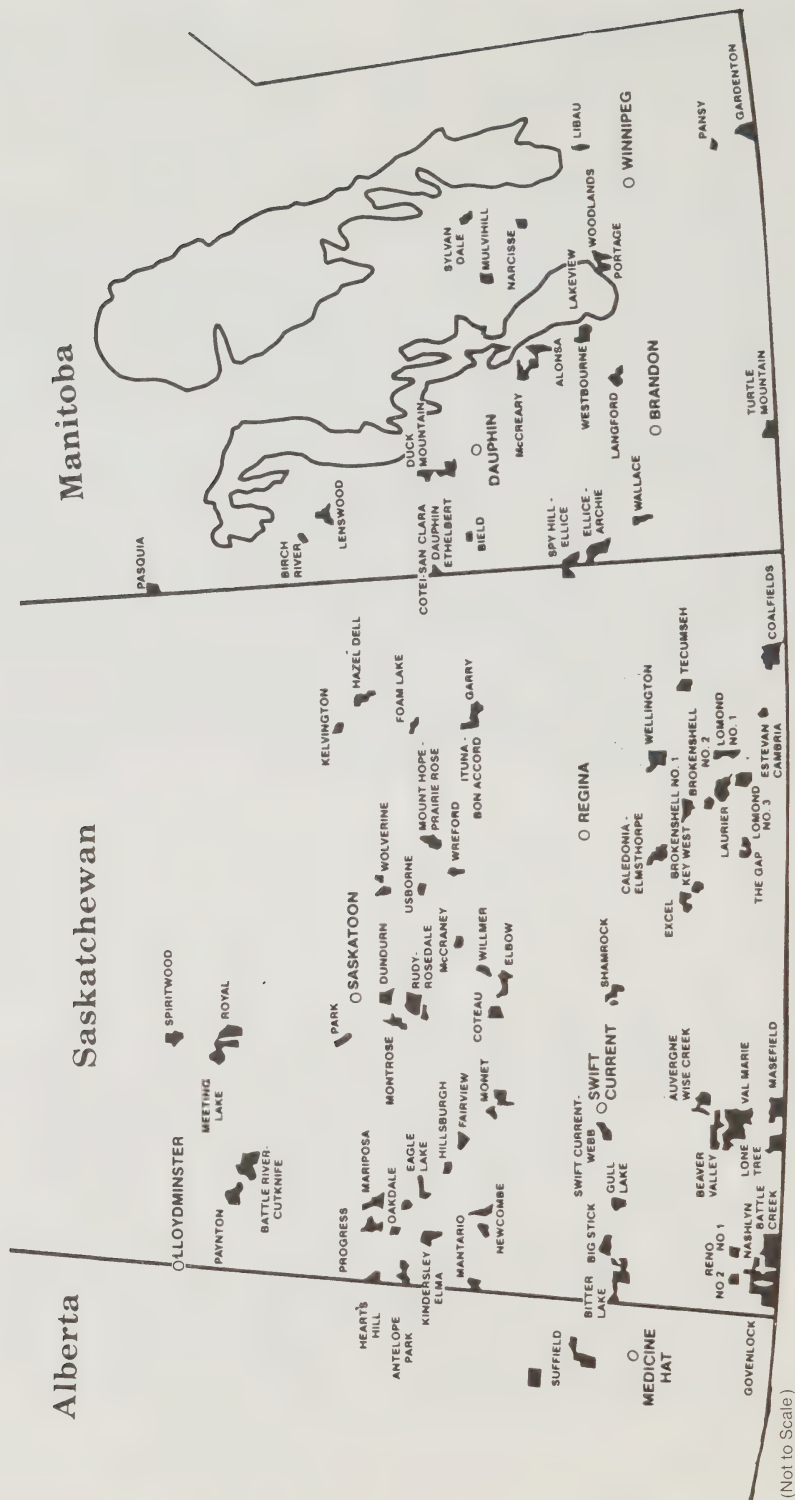 Alberta
Saskatchewan
Manitoba
LLOYDMINSTER
PAYNTON
BATTLE RIVER-
CUTKNIFE
MEETING
LAKE
ROYAL
SPIRITWOOD
PASQUIA
BIRCH
RIVER
LENSWOOD
PROGRESS
HEART'S
HILL
ANTELOPE
PARK
KINDERSLEY
ELMA
MARIPOSA
OAKDALE
EAGLE
LAKE
HILLSBURGH
MANTARIO
NEWCOMBE
FAIRVIEW
MONET
PARK
SASKATOON
MONTROSE
DUNDURN
RUDY-
ROSEDALE
McCRANEY
COTEAU
WILLMER
ELBOW
WOLVERINE
USBORNE
MOUNT HOPE -
PRAIRIE ROSE
WREFORD
KELVINGTON
HAZEL DELL
FOAM LAKE
ITUNA -
BON ACCORD
GARRY
COTEI-SAN CLARA
DAUPHIN
ETHELBERT
BIELD
DUCK
MOUNTAIN
DAUPHIN
McCREARY
ALONSA
SYLVAN
DALE
MULVIHILL
NARCISSE
LAKEVIEW
WOODLANDS
PORTAGE
WESTBOURNE
LANGFORD
LIBAU
WINNIPEG
BRANDON
SPY HILL -
ELLICE
ELLICE -
ARCHIE
WALLACE
PANSY
GARDENTON
TURTLE
MOUNTAIN
SUFFIELD
MEDICINE
HAT
BITTER
LAKE
BIG STICK
GULL
LAKE
SWIFT CURRENT-
WEBB
SWIFT
CURRENT
SHAMROCK
REGINA
CALEDONIA -
ELMSTHORPE
EXCEL
BROKENSHELL NO. 1
KEY WEST
BROKENSHELL
NO. 2
WELLINGTON
TECUMSEH
LAURIER
LOMOND
NO. 1
THE GAP
LOMOND
NO. 3
ESTEVAN
CAMBRIA
COALFIELDS
GOVENLOCK
RENO
NO 2
NO 1
NASHLYN
BATTLE
CREEK
BEAVER
VALLEY
LONE
TREE
AUVERGNE
WISE CREEK
VAL MARIE
MASEFIELD
(Not to Scale)